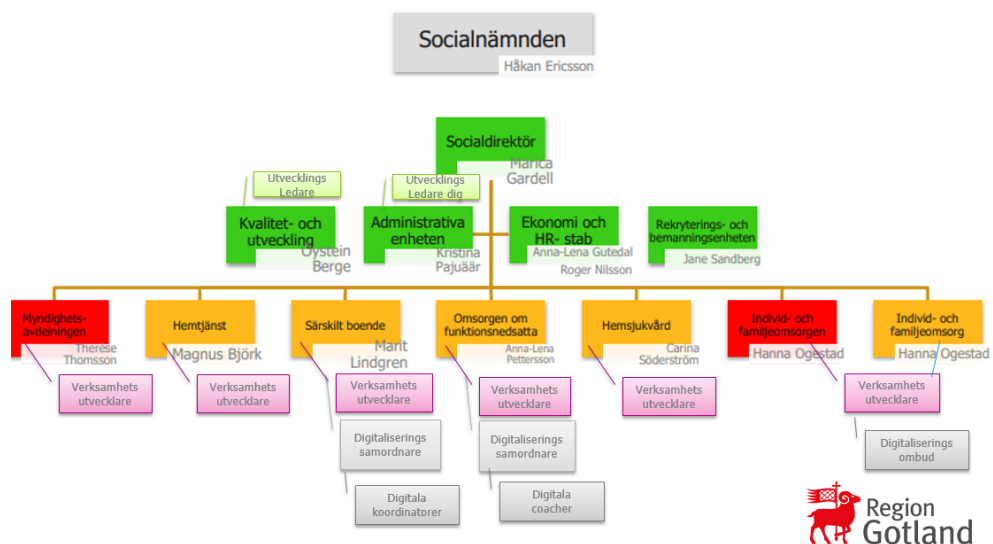 Socialnämnden
Håkan Ericsson
Socialdirektör
Marica
Gardell
Utvecklings
Ledare
Utvecklings
Ledare dig
Kvalitet- och
utveckling
Oystein
Berge
Administrativa
enheten
Kristina
Pajuäär
Ekonomi och
HR- stab
Anna-Lena Gutedal
Roger Nilsson
Rekryterings- och
bemanningsenheten
Jane Sandberg
Myndighets-
avdelningen
Therèse
Thomsson
Hemtjänst
Magnus Björk
Särskilt boende
Marit
Lindgren
Omsorgen om
funktionsnedsatta
Anna-Lena
Pettersson
Hemsjukvård
Carina
Söderström
Individ- och
familjeomsorgen
Hanna Ogestad
Individ- och
familjeomsorg
Hanna Ogestad
Verksamhets
utvecklare
Verksamhets
utvecklare
Verksamhets
utvecklare
Verksamhets
utvecklare
Verksamhets
utvecklare
Verksamhets
utvecklare
Digitaliserings
samordnare
Digitaliserings
samordnare
Digitaliserings
ombud
Digitala
koordinatorer
Digitala
coacher
Region
Gotland